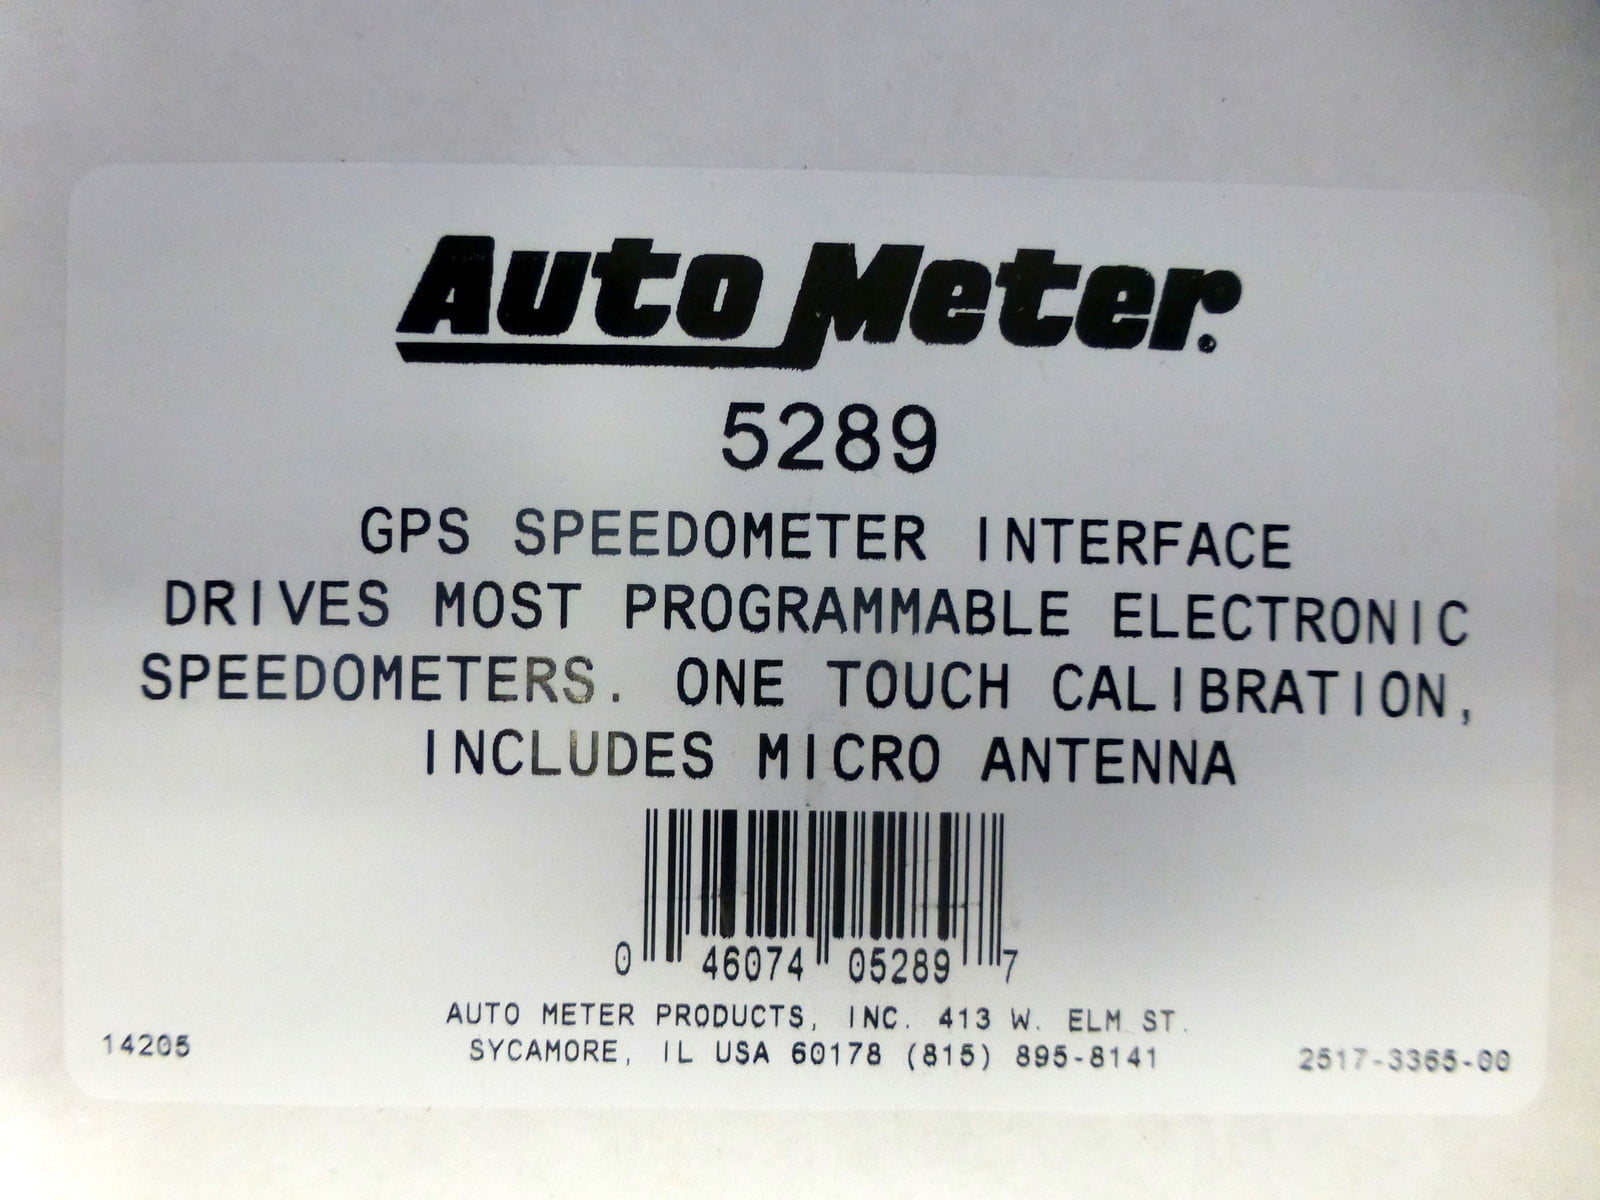 Auto Meter.
5289
GPS SPEEDOMETER INTERFACE
DRIVES MOST PROGRAMMABLE ELECTRONIC
SPEEDOMETERS. ONE TOUCH CALIBRATION,
INCLUDES MICRO ANTENNA
0 46074 05289 7
AUTO METER PRODUCTS, INC. 413 W. ELM ST.
14205 SYCAMORE, IL USA 60178 (815) 895-8141 2517-3365-00